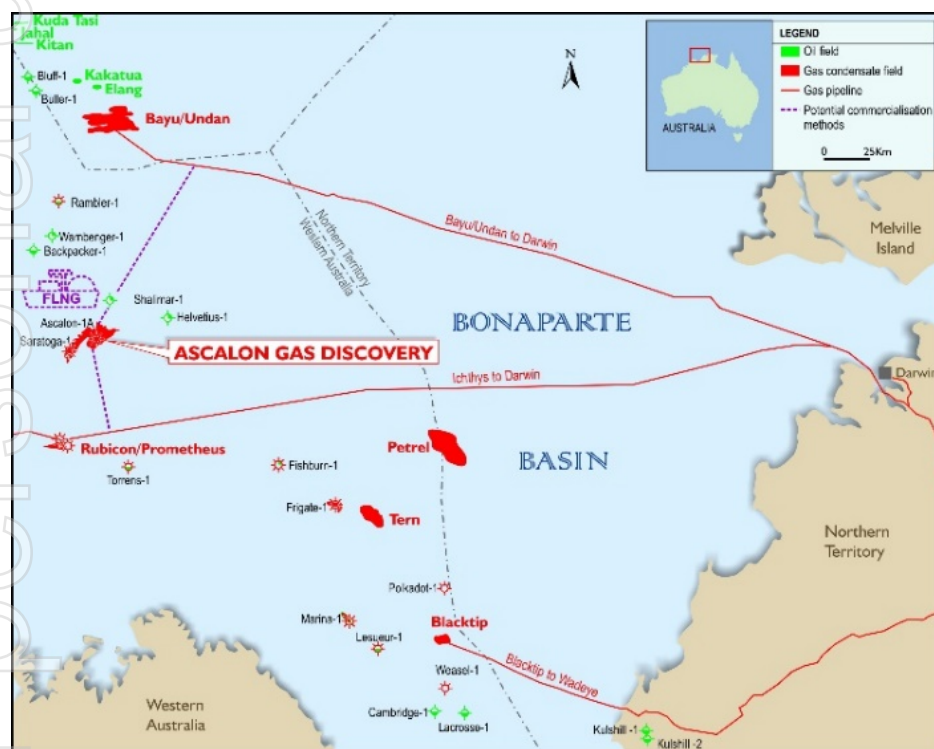 Kuda Tasi
Jahal
Kitan
Bluff-1
Kakatua
Elang
Buller-1
Bayu/Undan
N
AUSTRALIA
LEGEND
Oil field
Gas condensate field
Gas pipeline
Potential commercialisation
methods
0 25Km
Rambler-1
Wambenger-1
Backpacker-1
Northern Territory
Western Australia
Bayu/Undan to Darwin
Melville
Island
FLNG
Shalimar-1
Helvetius-1
Ascalon-1A
Saratoga-1
ASCALON GAS DISCOVERY
BONAPARTE
Ichthys to Darwin
Darwin
Rubicon/Prometheus
Torrens-1
Fishburn-1
Petrel
BASIN
Frigate-1
Tern
Northern
Territory
Polkadot-1
Marina-1
Lesueur-1
Blacktip
Blacktip to Wadeye
Weasel-1
Cambridge-1
Lacrosse-1
Western
Australia
Kulshill -1
Kulshill -2